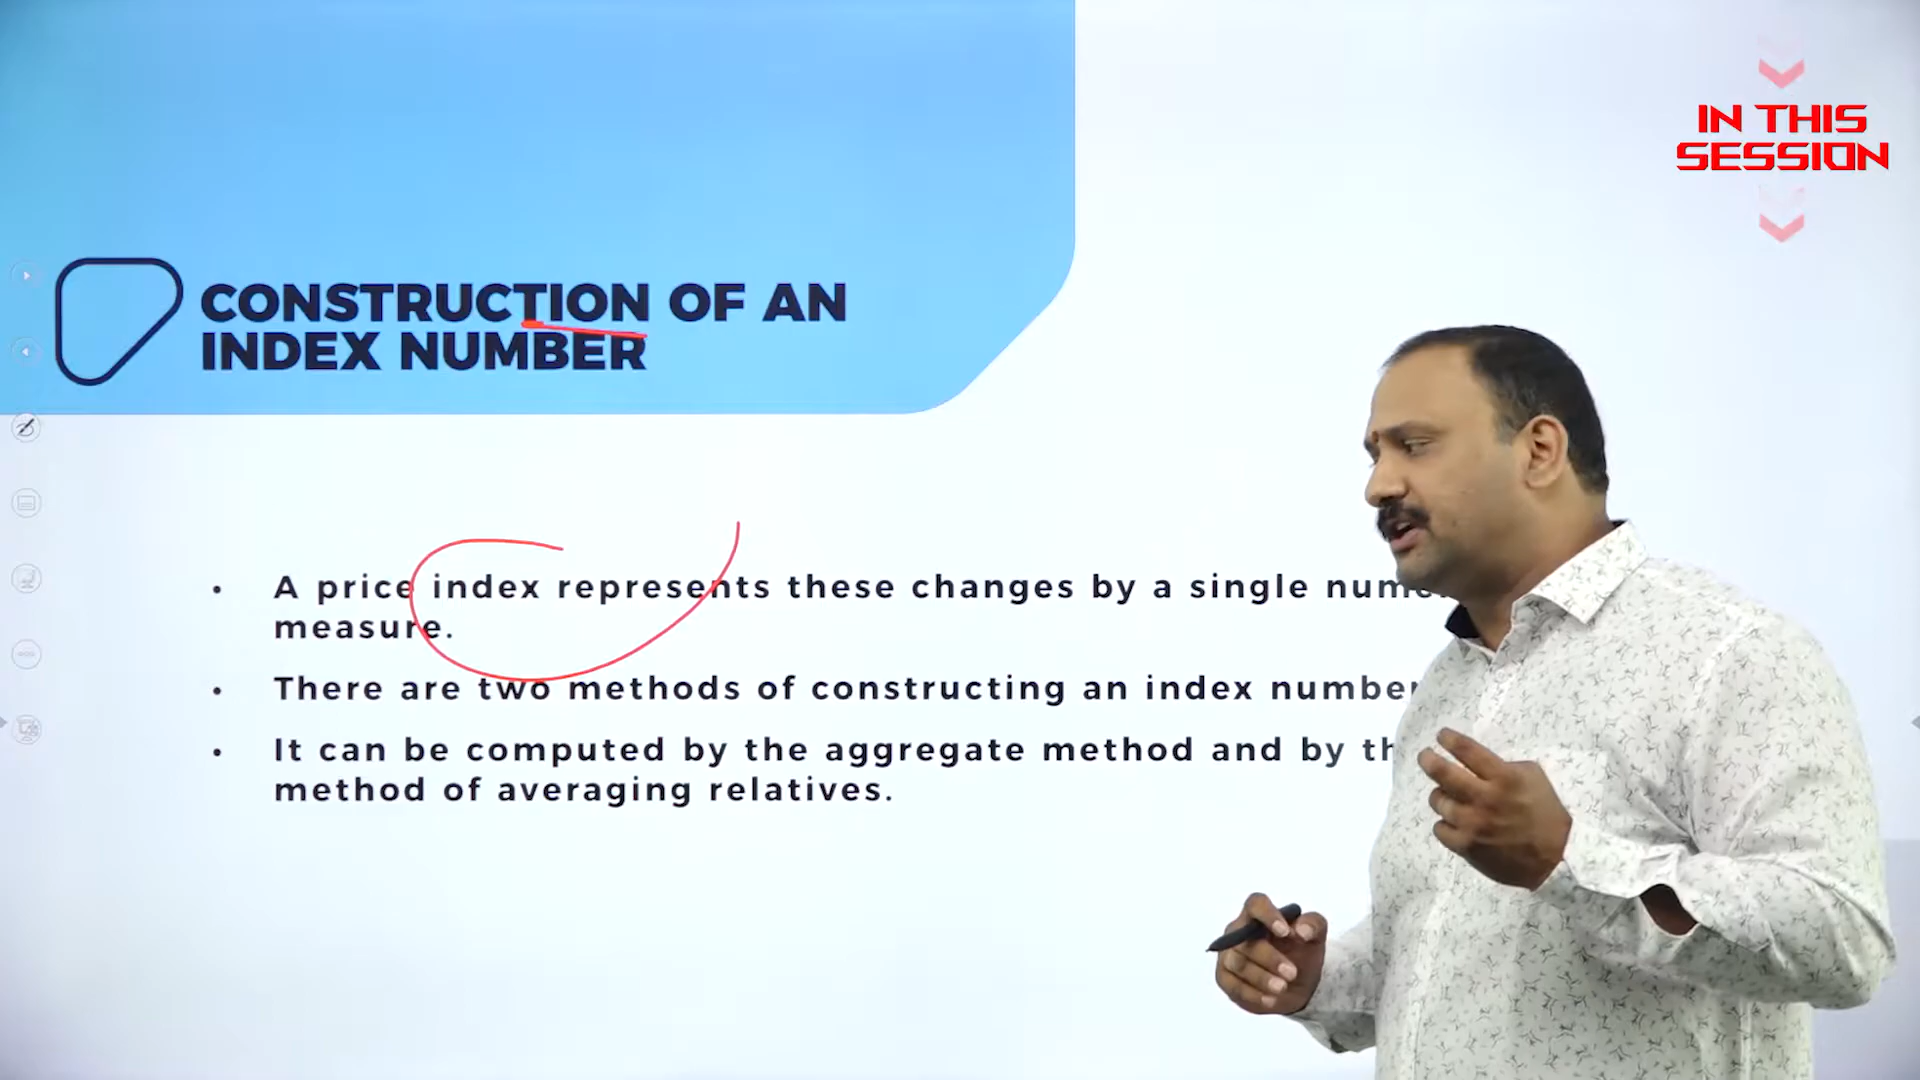 IN THIS
SESSION
CONSTRUCTION OF AN
INDEX NUMBER
• A price index represents these changes by a single
measure.
• There are two methods of constructing an index number
• It can be computed by the aggregate method and by
method of averaging relatives.